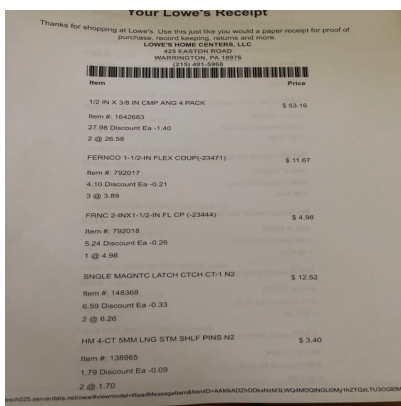 Your Lowe's Receipt
Thanks for shopping at Lowe's. Use this just like you would a paper receipt for proof of
purchase, record keeping, returns and more.
LOWE'S HOME CENTERS, LLC
425 EASTON ROAD
WARRINGTON, PA 18976
(215) 491-5968
Item Price
1/2 IN X 3/8 IN CMP ANG 4 PACK $ 53.16
Item #: 1642663
27.98 Discount Ea -1.40
2 @ 26.58
FERNCO 1-1/2-IN FLEX COUP(-23471) $ 11.67
Item #: 792017
4.10 Discount Ea -0.21
3 @ 3.89
FRNC 2-INX1-1/2-IN FL CP (-23444) $ 4.98
Item #: 792018
5.24 Discount Ea -0.26
1 @ 4.98
SNGLE MAGNTC LATCH CTCH CT-1 N2 $ 12.52
Item #: 148368
6.59 Discount Ea -0.33
2 @ 6.26
HM 4-CT 5MM LNG STM SHLF PINS N2 $ 3.40
Item #: 138965
1.79 Discount Ea -0.09
2 @ 1.70